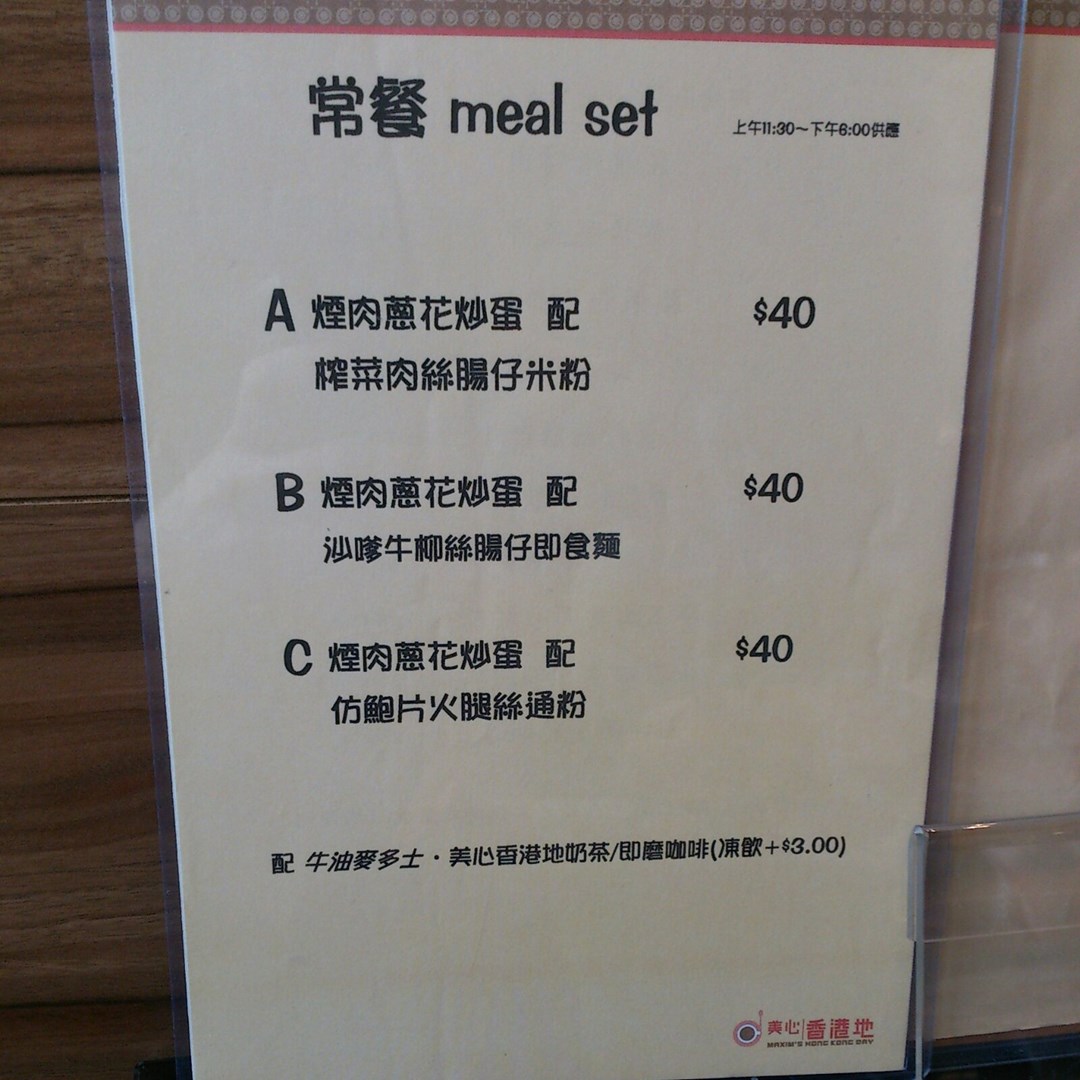 常餐 meal set 上午11:30～下午6:00供應
A 煙肉蔥花炒蛋 配 $40
榨菜肉絲腸仔米粉
B 煙肉蔥花炒蛋 配 $40
沙嗲牛柳絲腸仔即食麵
C 煙肉蔥花炒蛋 配 $40
仿鮑片火腿絲通粉
配 牛油麥多士．美心香港地奶茶/即磨咖啡(凍飲+$3.00)
美心 香港地
MAXIM'S HONG KONG DAY